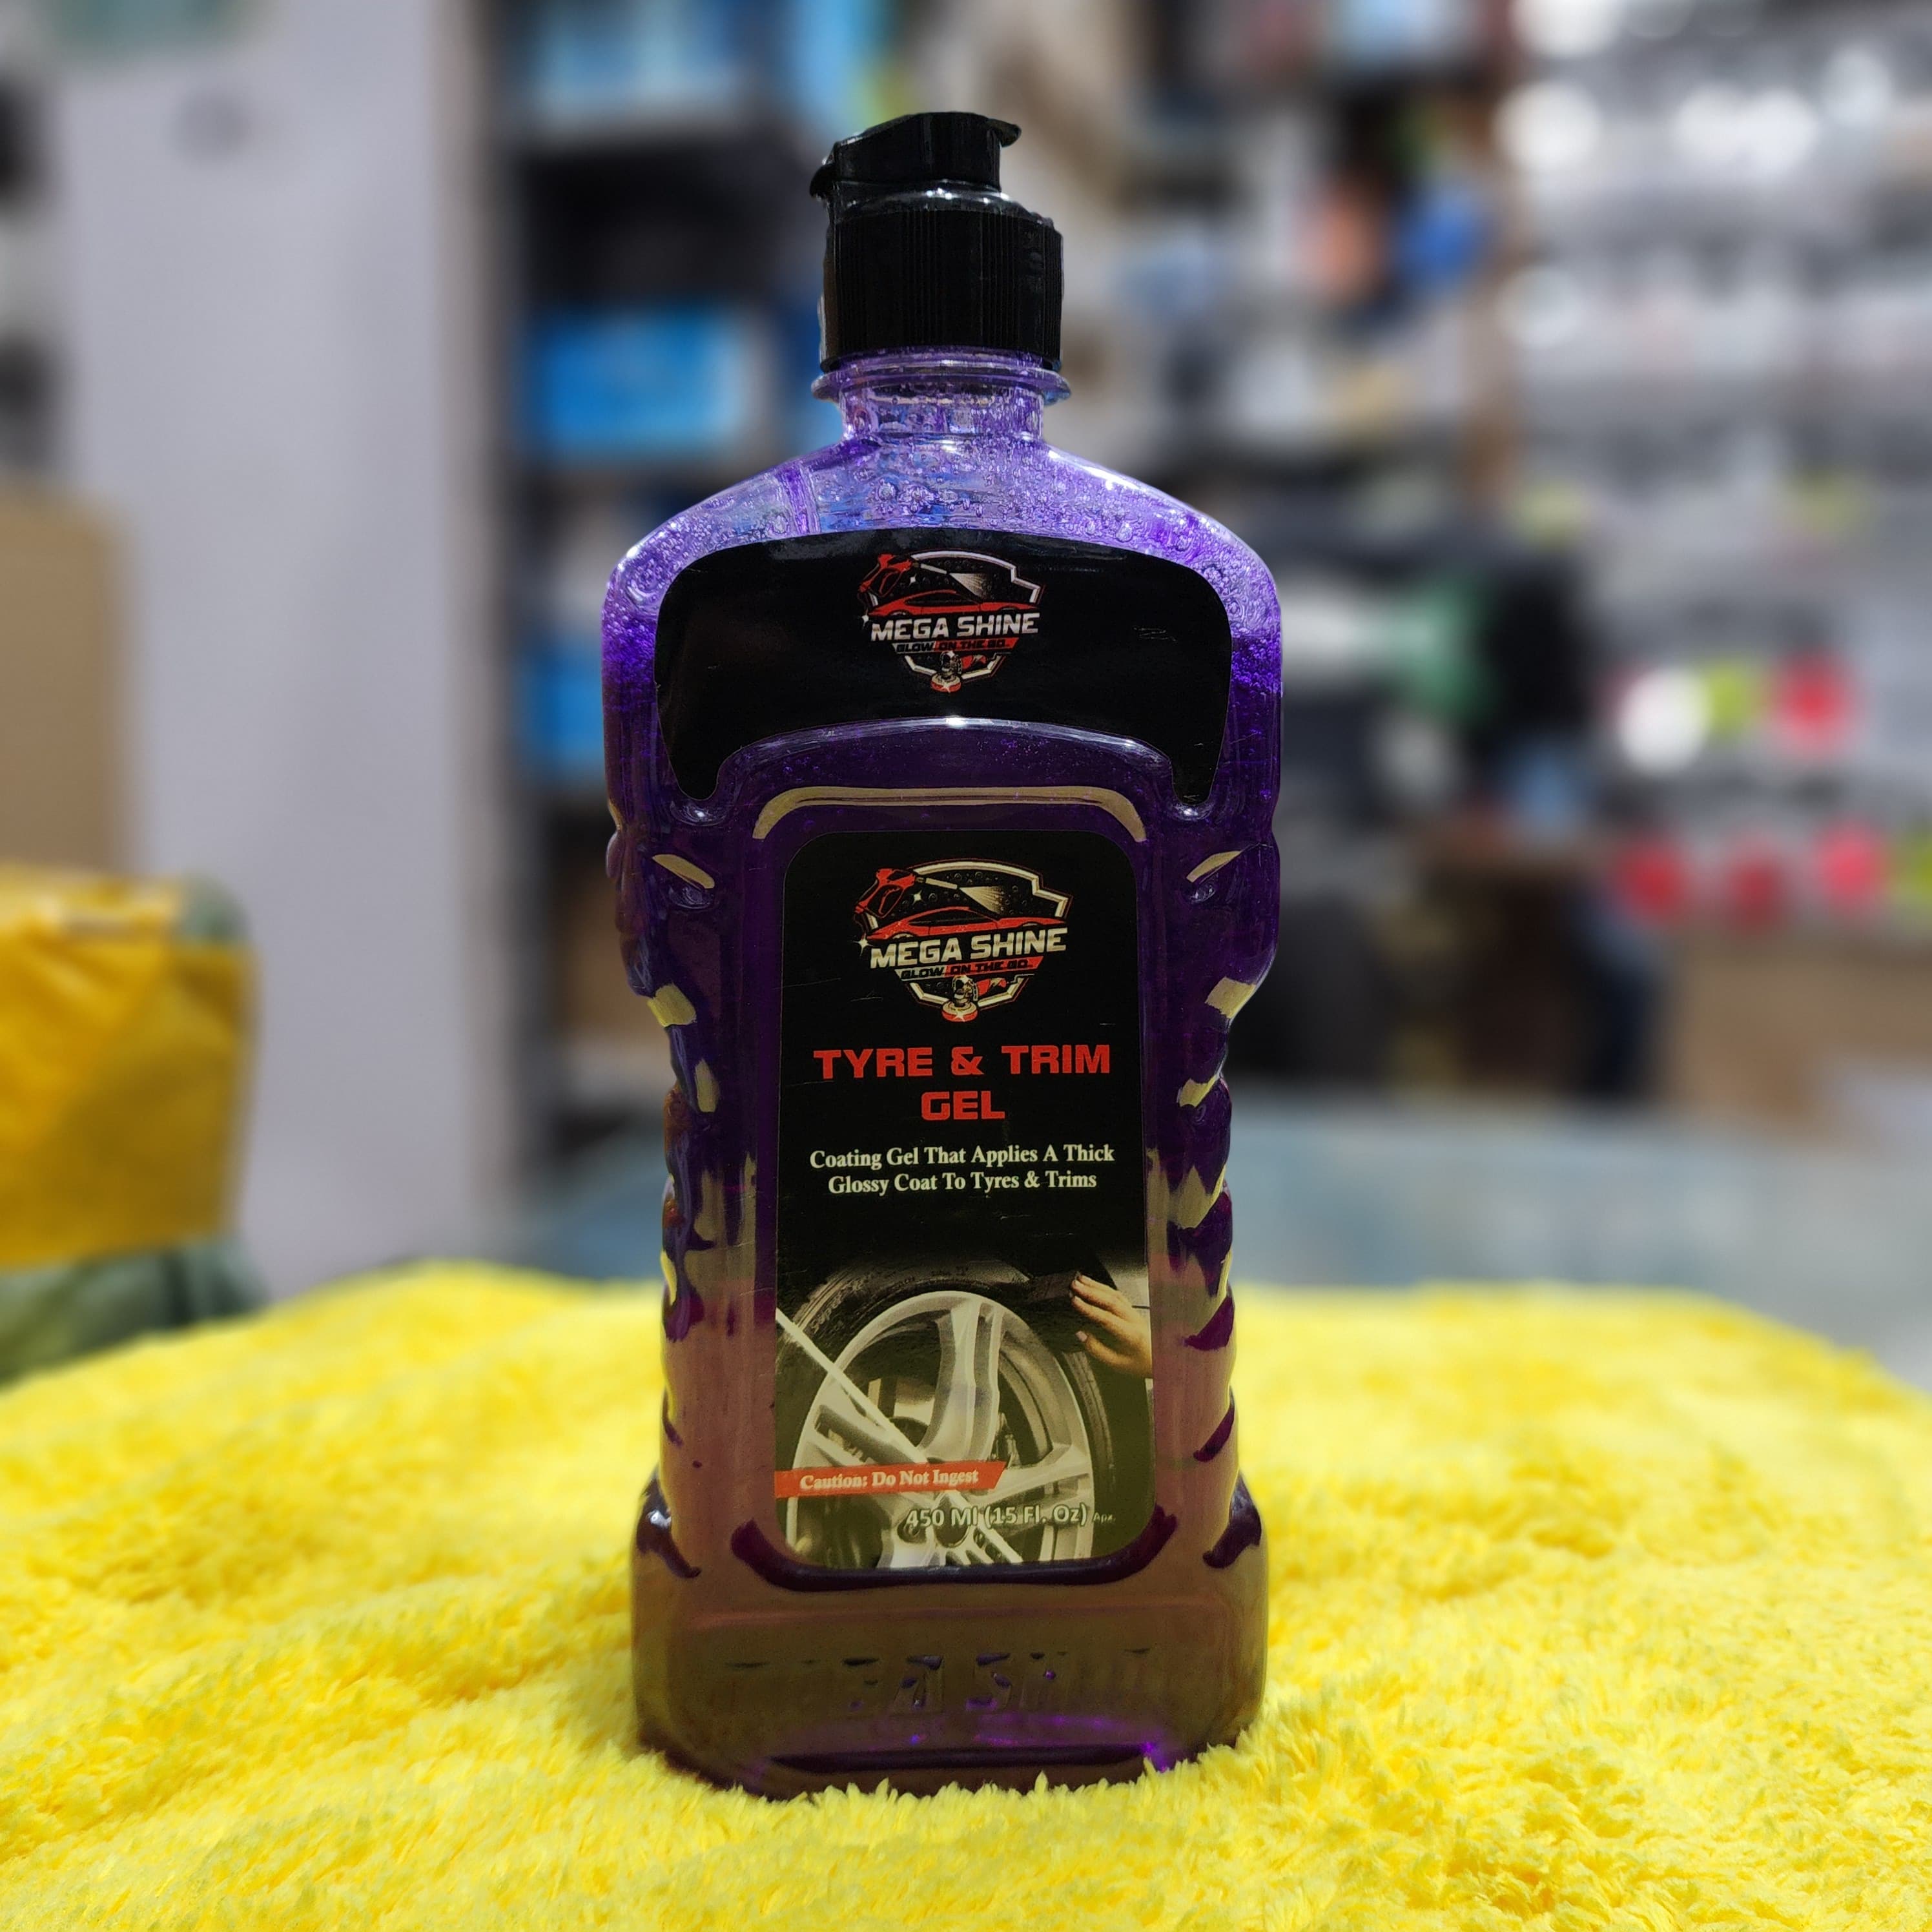 MEGA SHINE
GLOW ON THE GO
MEGA SHINE
GLOW ON THE GO
TYRE & TRIM
GEL
Coating Gel That Applies A Thick
Glossy Coat To Tyres & Trims
Caution: Do Not Ingest
450 Ml (15 Fl. Oz) Apx.